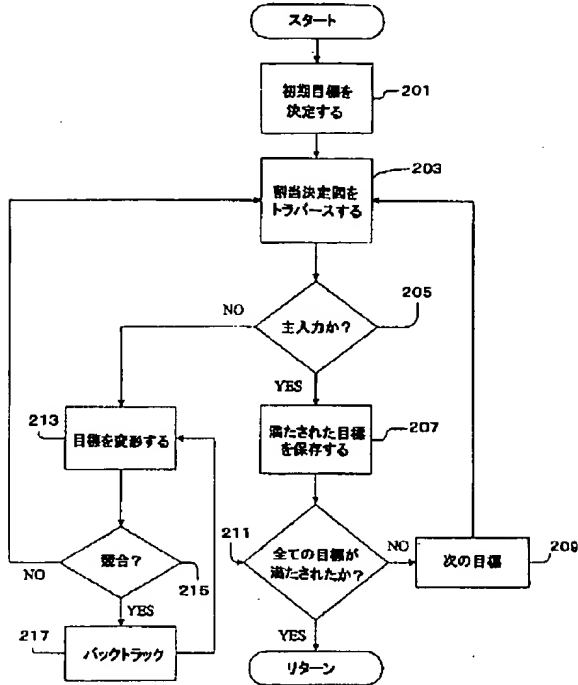 スタート
初期目標を
決定する
201
割当決定図を
トラバースする
203
主入力か?
205
NO
YES
213
目標を変形する
満たされた目標
を保存する
207
競合?
215
NO
YES
211
全ての目標が
満たされたか?
NO
次の目標
209
YES
217
バックトラック
リターン